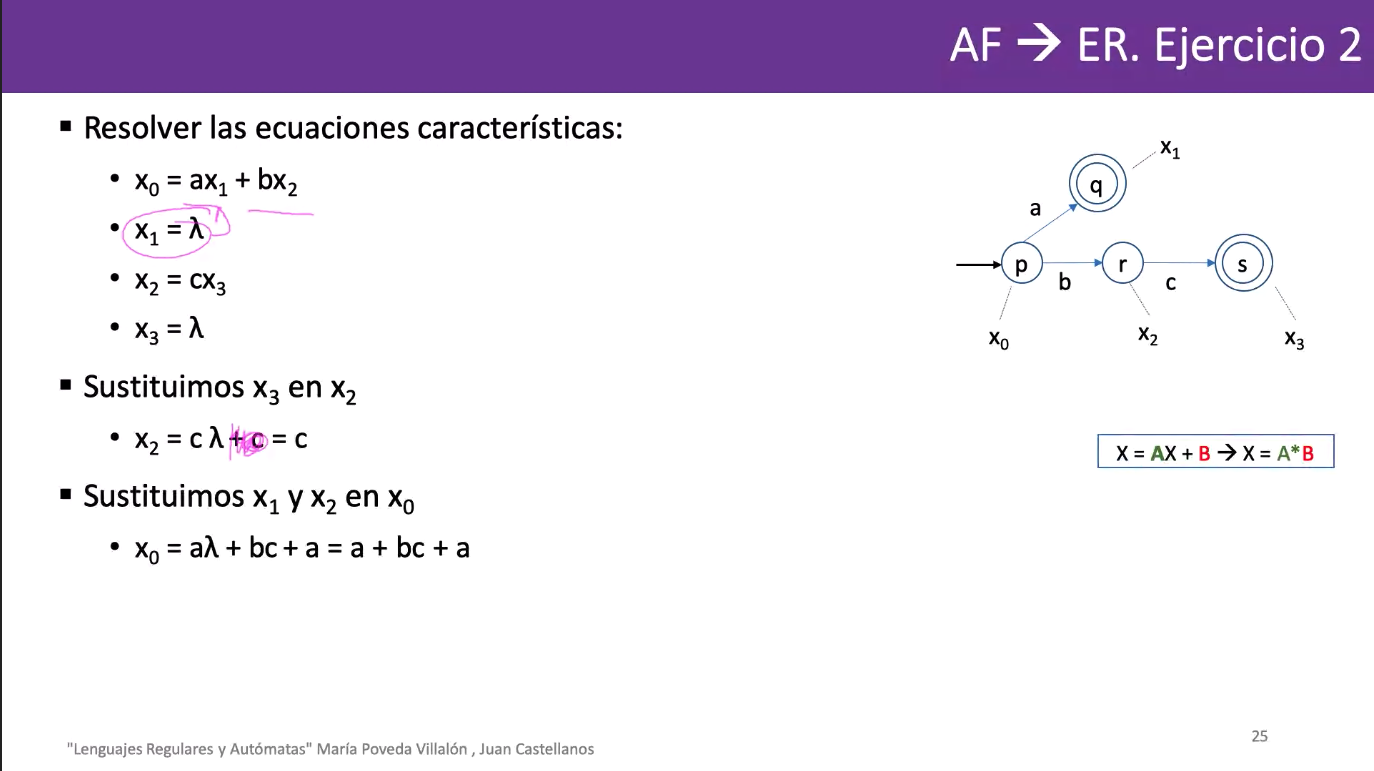 AF → ER. Ejercicio 2
▪ Resolver las ecuaciones características:
• x₀ = ax₁ + bx₂
• x₁ = λ
• x₂ = cx₃
• x₃ = λ
▪ Sustituimos x₃ en x₂
• x₂ = c λ + c = c
▪ Sustituimos x₁ y x₂ en x₀
• x₀ = aλ + bc + a = a + bc + a
x₁
q
a
p
r
s
b
c
x₀
x₂
x₃
X = AX + B → X = A*B
"Lenguajes Regulares y Autómatas" María Poveda Villalón , Juan Castellanos
25